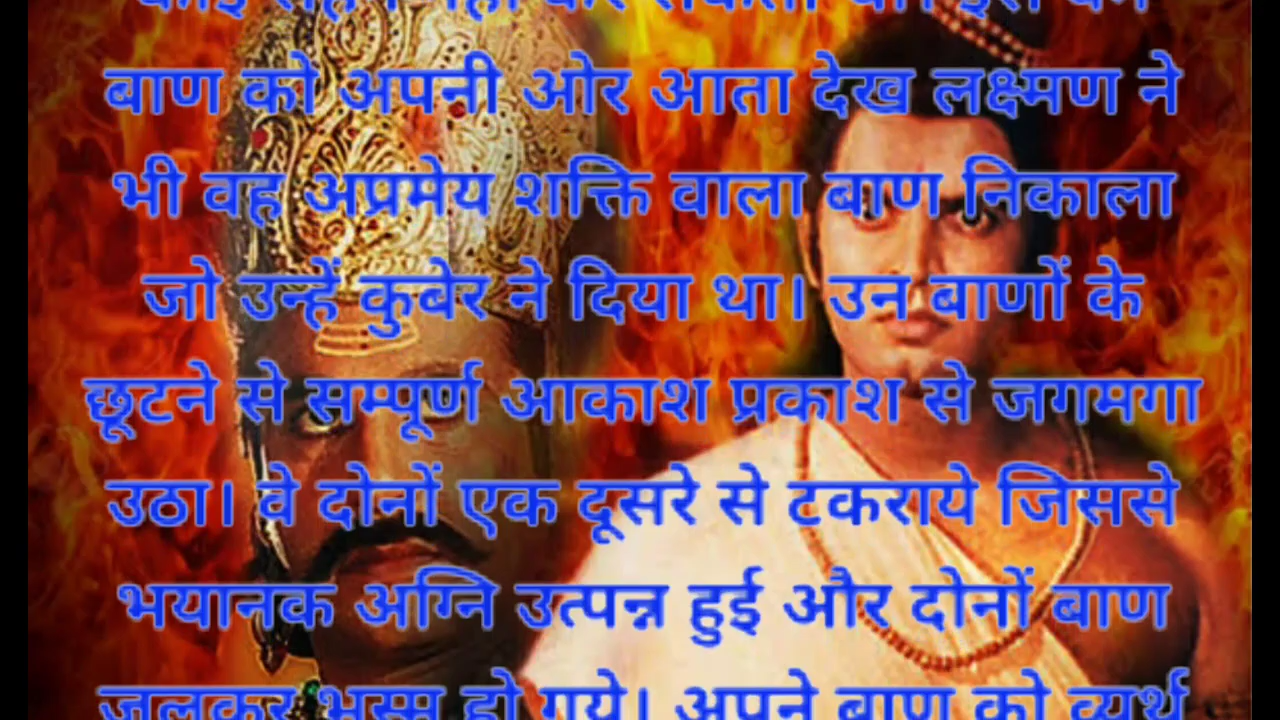 बाण को अपनी ओर आता देख लक्ष्मण ने
भी वह अप्रमेय शक्ति वाला बाण निकाला
जो उन्हें कुबेर ने दिया था। उन बाणों के
छूटने से सम्पूर्ण आकाश प्रकाश से जगमगा
उठा। वे दोनों एक दूसरे से टकराये जिससे
भयानक अग्नि उत्पन्न हुई और दोनों बाण
जलकर भस्म हो गये। अपने बाण को व्यर्थ